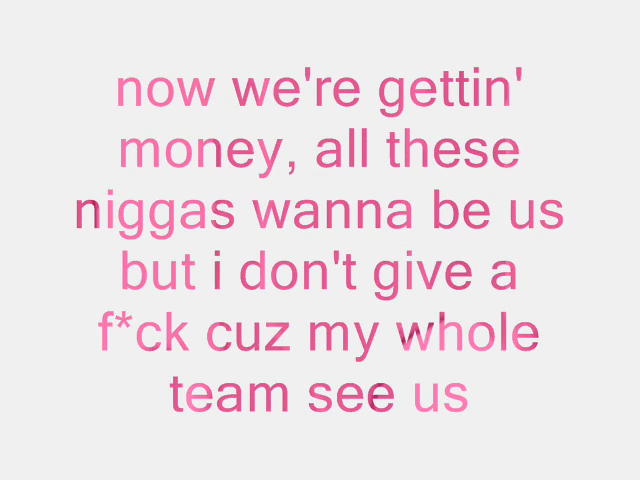 now we're gettin'
money, all these
niggas wanna be us
but i don't give a
f*ck cuz my whole
team see us